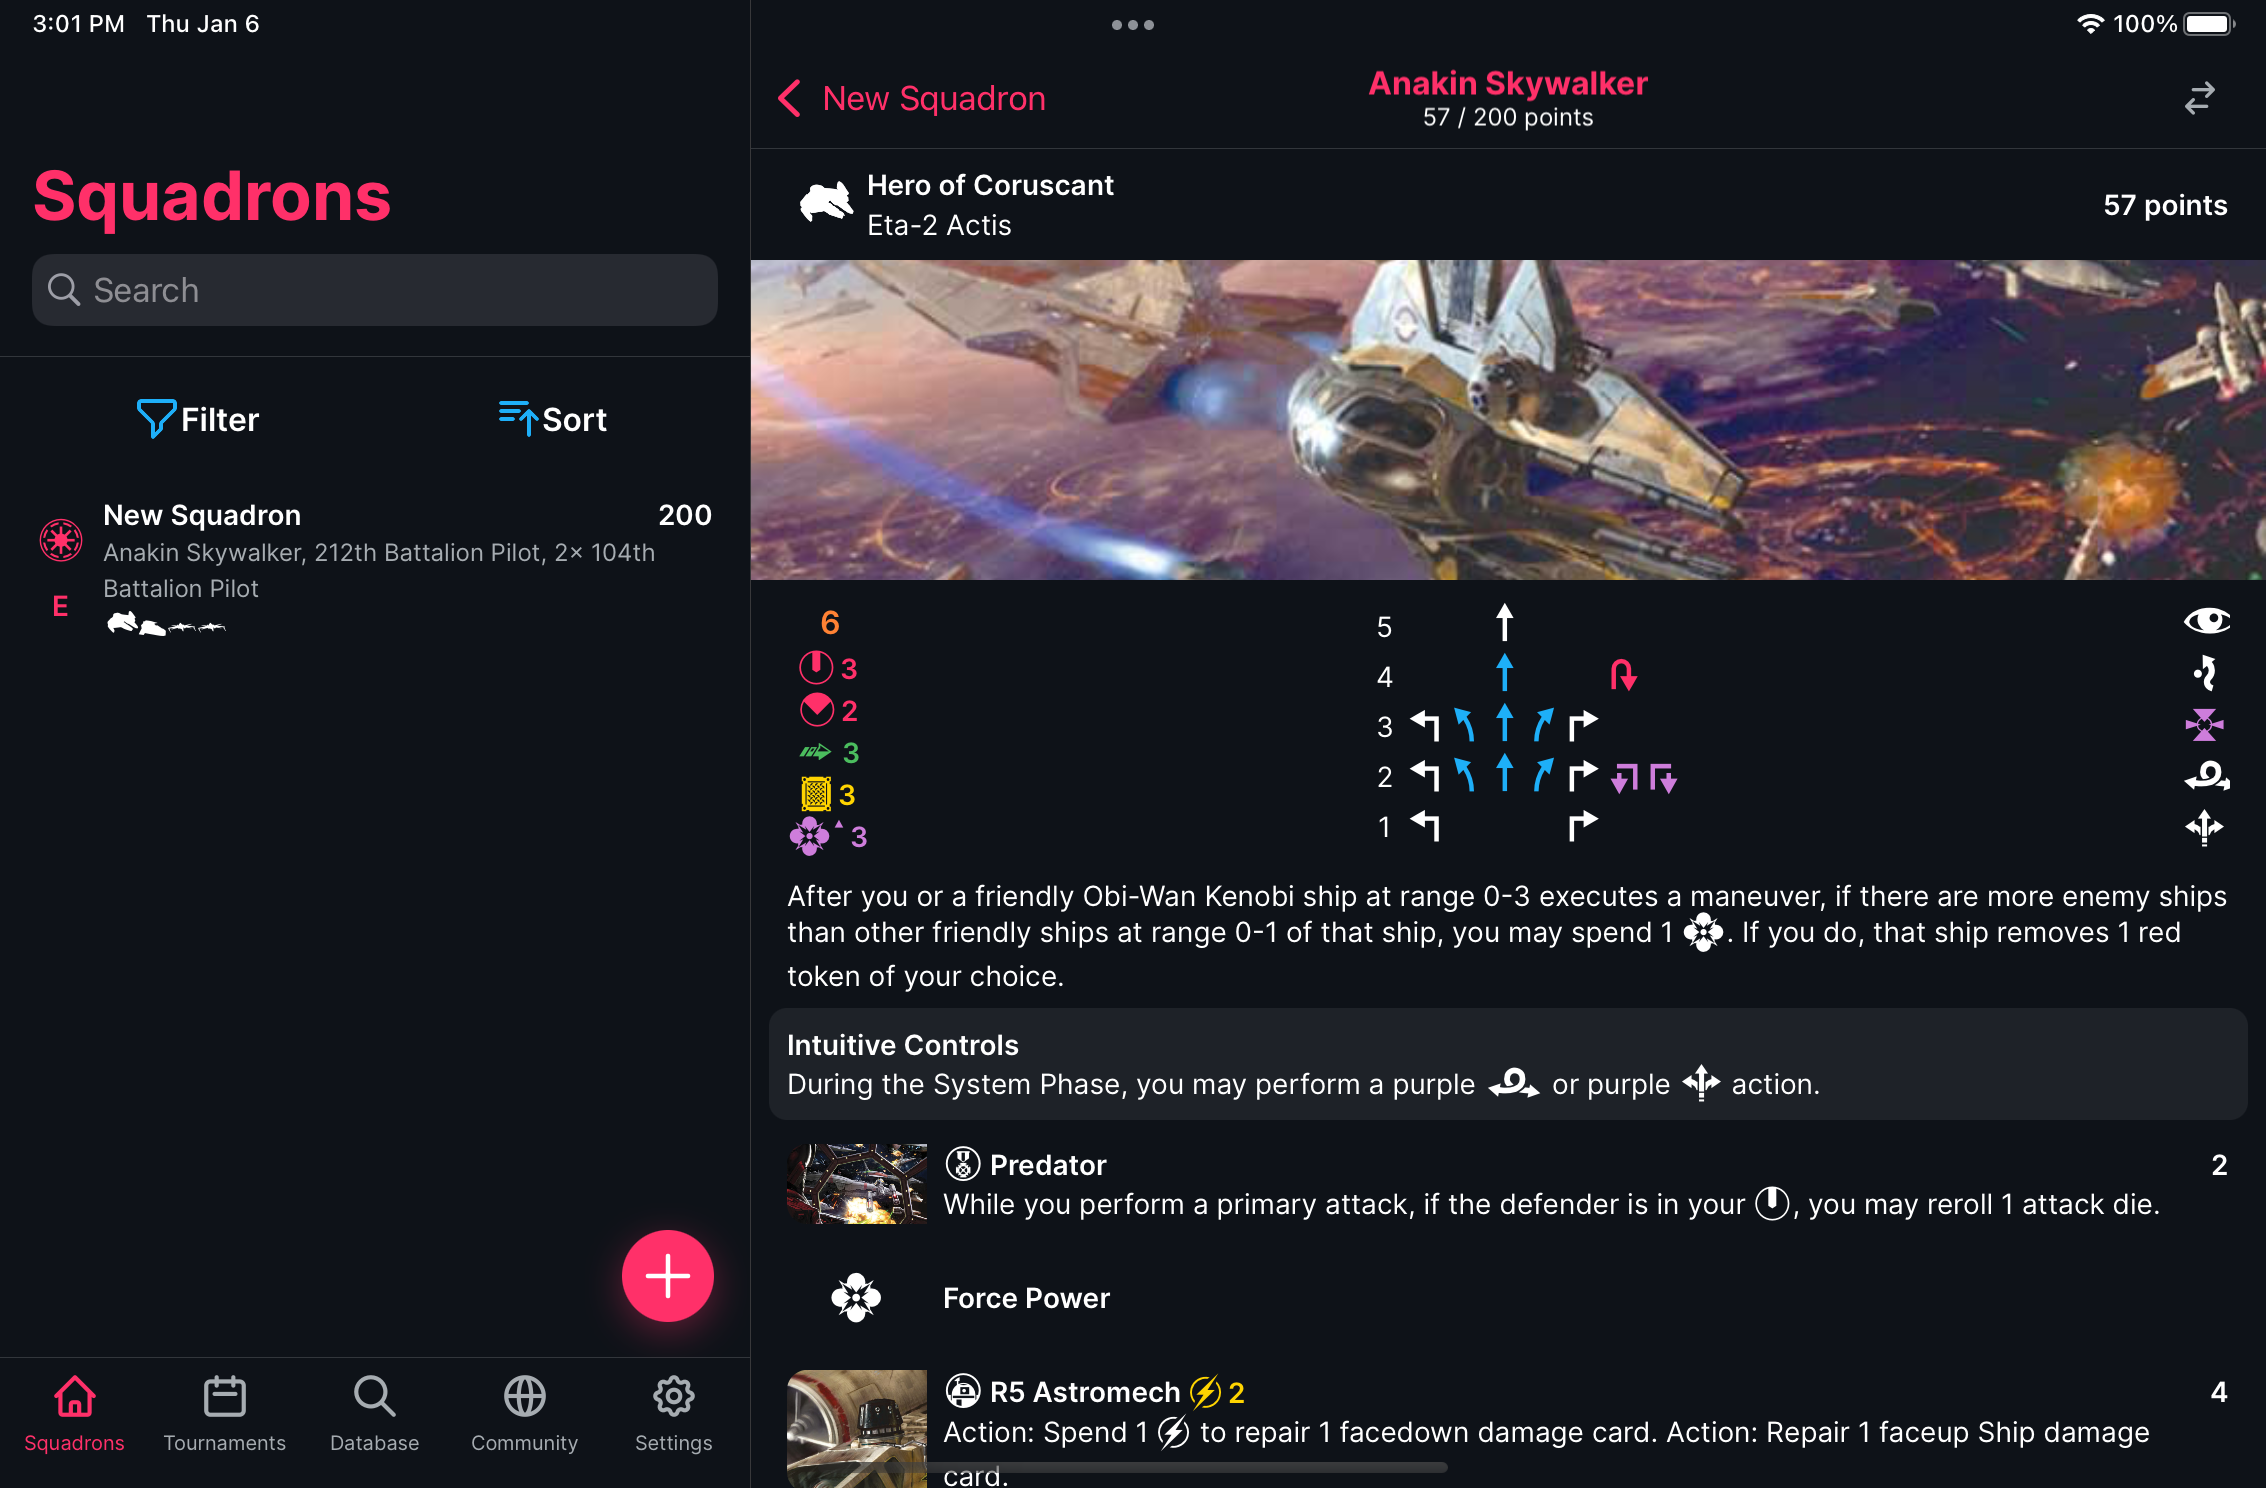 3:01 PM Thu Jan 6
100%
Squadrons
Search
Filter
Sort
New Squadron
200
Anakin Skywalker, 212th Battalion Pilot, 2× 104th
Battalion Pilot
E
Squadrons
Tournaments
Database
Community
Settings
New Squadron
Anakin Skywalker
57 / 200 points
Hero of Coruscant
Eta-2 Actis
57 points
6
3
2
3
3
3
5
4
3
2
1
After you or a friendly Obi-Wan Kenobi ship at range 0-3 executes a maneuver, if there are more enemy ships
than other friendly ships at range 0-1 of that ship, you may spend 1 . If you do, that ship removes 1 red
token of your choice.
Intuitive Controls
During the System Phase, you may perform a purple or purple action.
Predator
2
While you perform a primary attack, if the defender is in your , you may reroll 1 attack die.
Force Power
R5 Astromech 2
4
Action: Spend 1 to repair 1 facedown damage card. Action: Repair 1 faceup Ship damage
card.